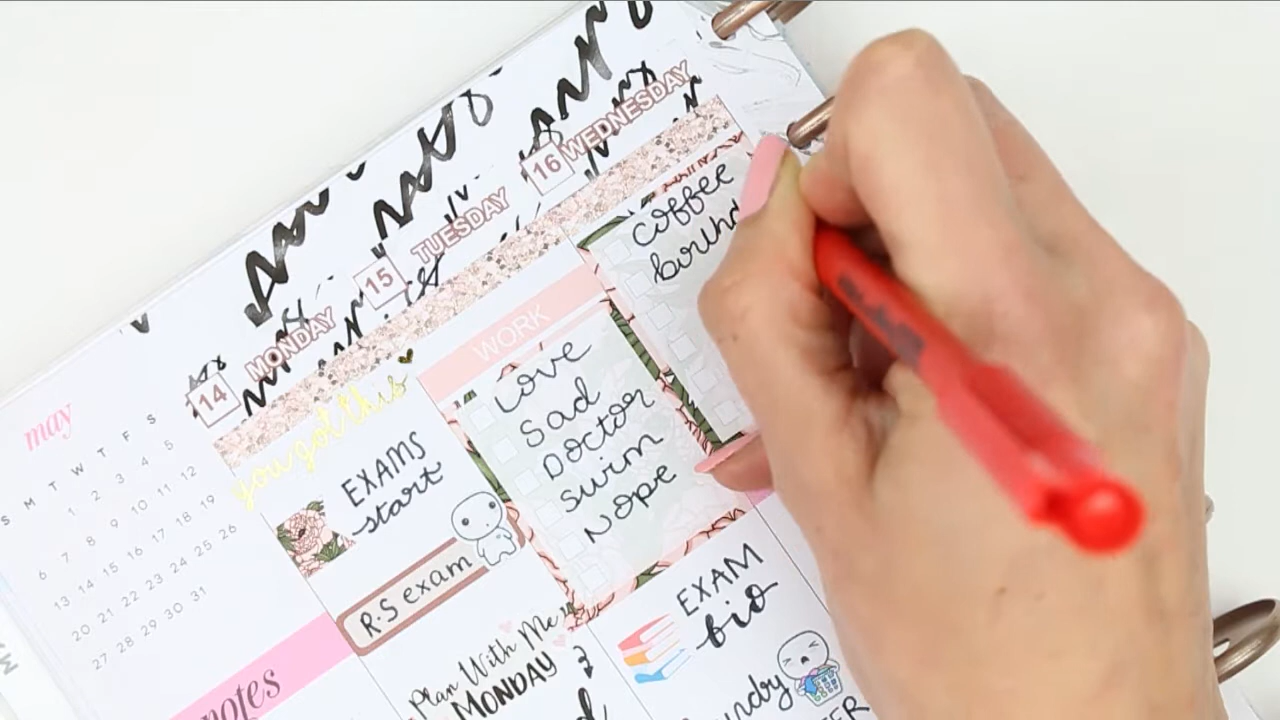 may
S M T W T F S
1 2 3 4 5
6 7 8 9 10 11 12
13 14 15 16 17 18 19
20 21 22 23 24 25 26
27 28 29 30 31
notes
14 MONDAY
you got this
EXAMS
start
R.S exam
Plan With Me
MONDAY
15 TUESDAY
WORK
Love
Sad
Doctor
Swim
Nope
EXAM
bio
16 WEDNESDAY
Coffee